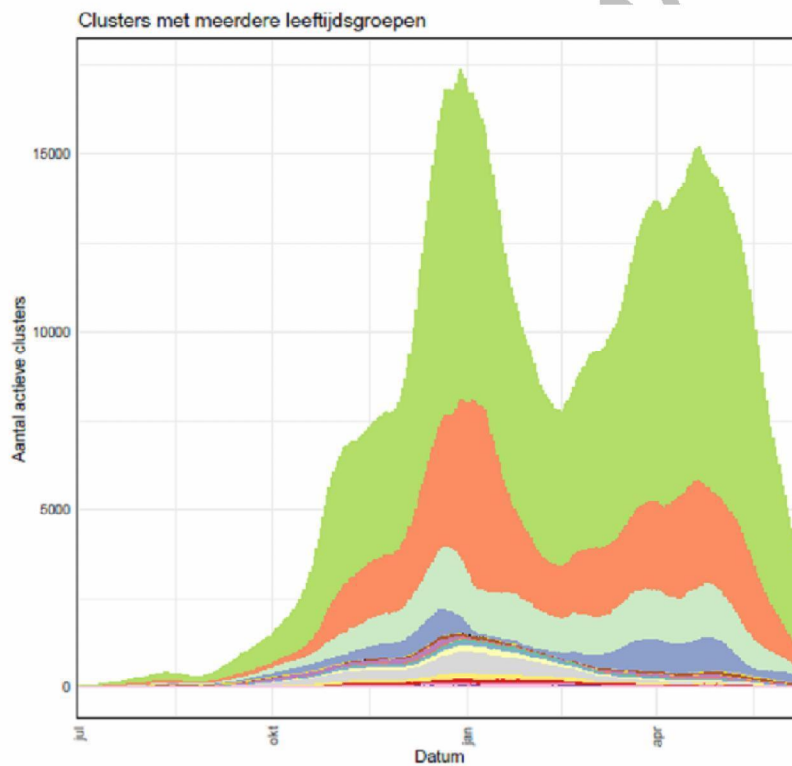 Clusters met meerdere leeftijdsgroepen
15000
10000
5000
0
Aantal actieve clusters
jul
okt
jan
apr
Datum